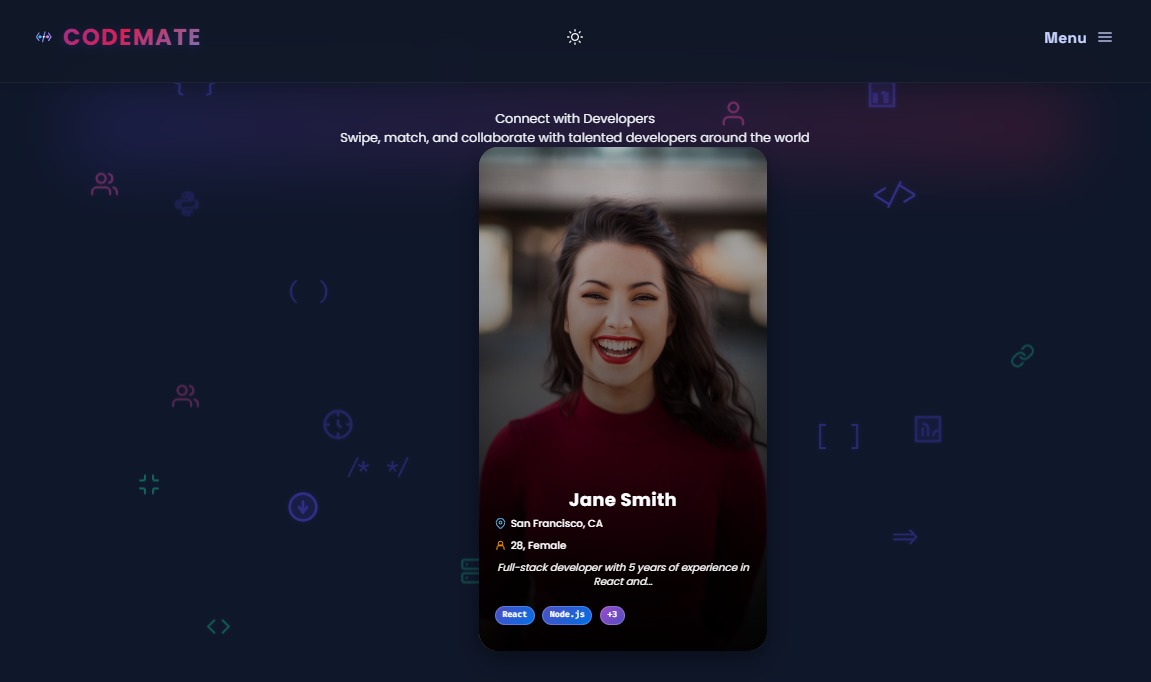 CODEMATE
Menu
{ }
Connect with Developers
Swipe, match, and collaborate with talented developers around the world
</>
( )
[ ]
/* */
Jane Smith
San Francisco, CA
28, Female
Full-stack developer with 5 years of experience in
React and...
React Node.js +3